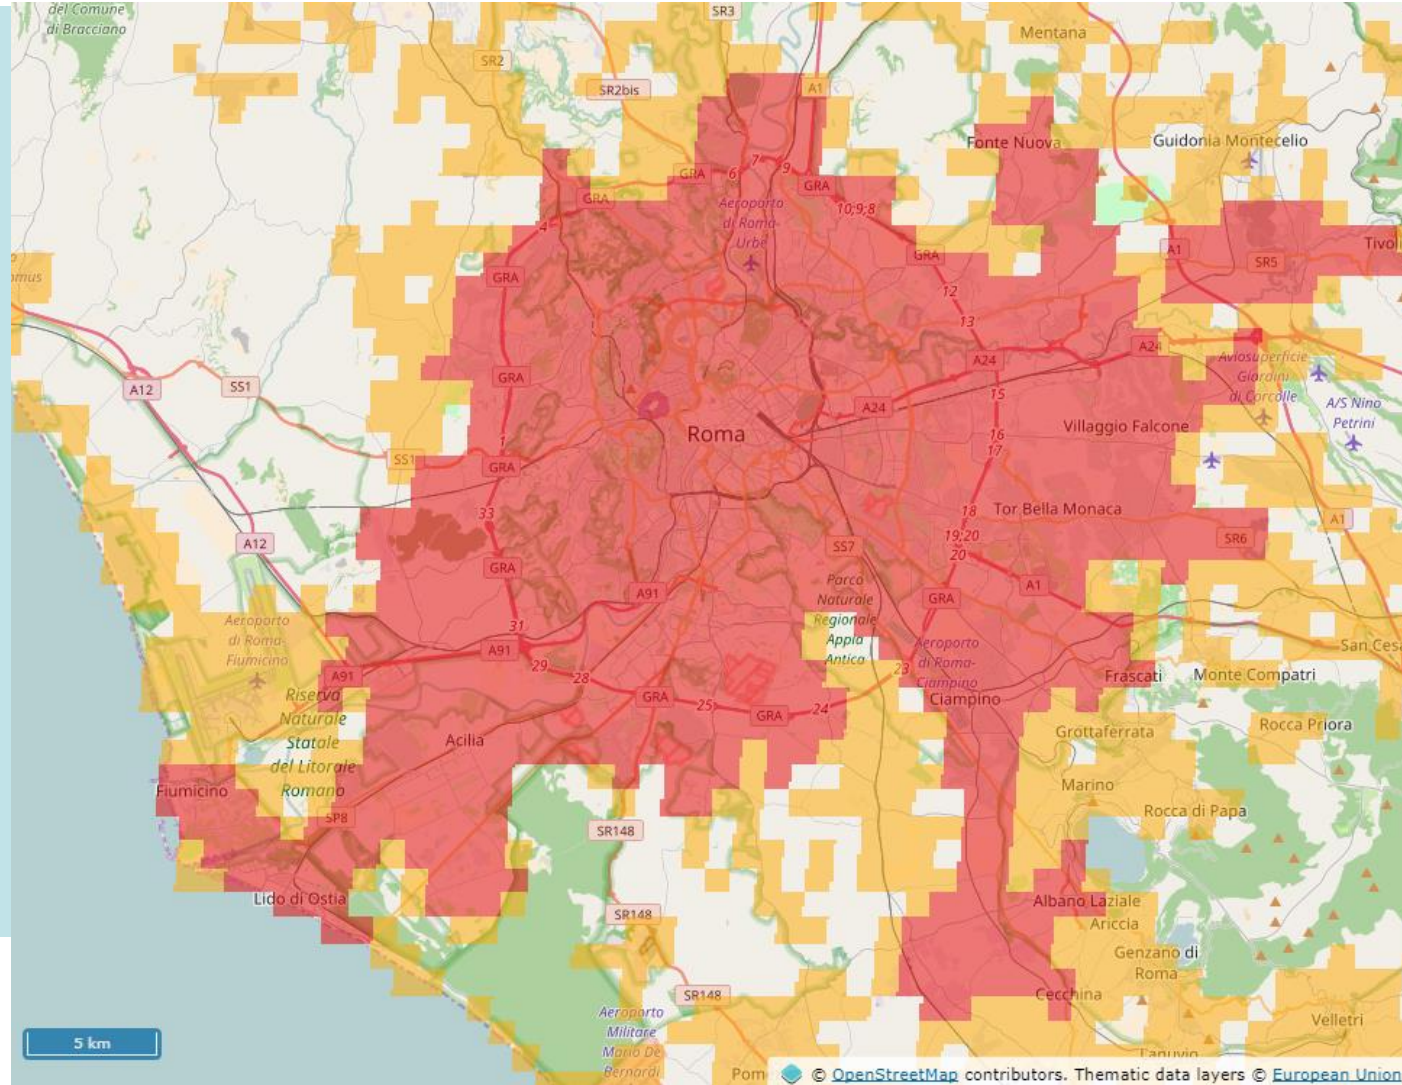 del Comune
di Bracciano
SR3
Mentana
SR2
SR2bis
A1
Fonte Nuova
Guidonia Montecelio
GRA
6
7
9
GRA
GRA
Aeroporto
di Roma-
Urbe
10;9;8
4
GRA
A1
SR5
Tivoli
GRA
12
13
A24
A24
Aviosuperficie
Giardini
di Corcolle
A12
SS1
GRA
15
A24
A/S Nino
Petrini
Roma
16
17
Villaggio Falcone
1
SS1
GRA
33
18
Tor Bella Monaca
A1
A12
SS7
19;20
20
SR6
GRA
Parco
Naturale
Regionale
Appia
Antica
A91
GRA
A1
Aeroporto
di Roma-
Fiumicino
31
A91
29
28
A91
Aeroporto
di Roma-
Ciampino
23
Ciampino
Frascati
Monte Compatri
San Ces
Riserva
Naturale
Statale
del Litorale
Romano
GRA
25
GRA
24
Acilia
Grottaferrata
Rocca Priora
Fiumicino
SP8
SR148
Marino
Rocca di Papa
Lido di Ostia
SR148
Albano Laziale
Ariccia
Genzano di
Roma
SR148
Cecchina
Aeroporto
Militare
Mario De
Bernardi
Velletri
Lanuvio
5 km
Pom
© OpenStreetMap contributors. Thematic data layers © European Union